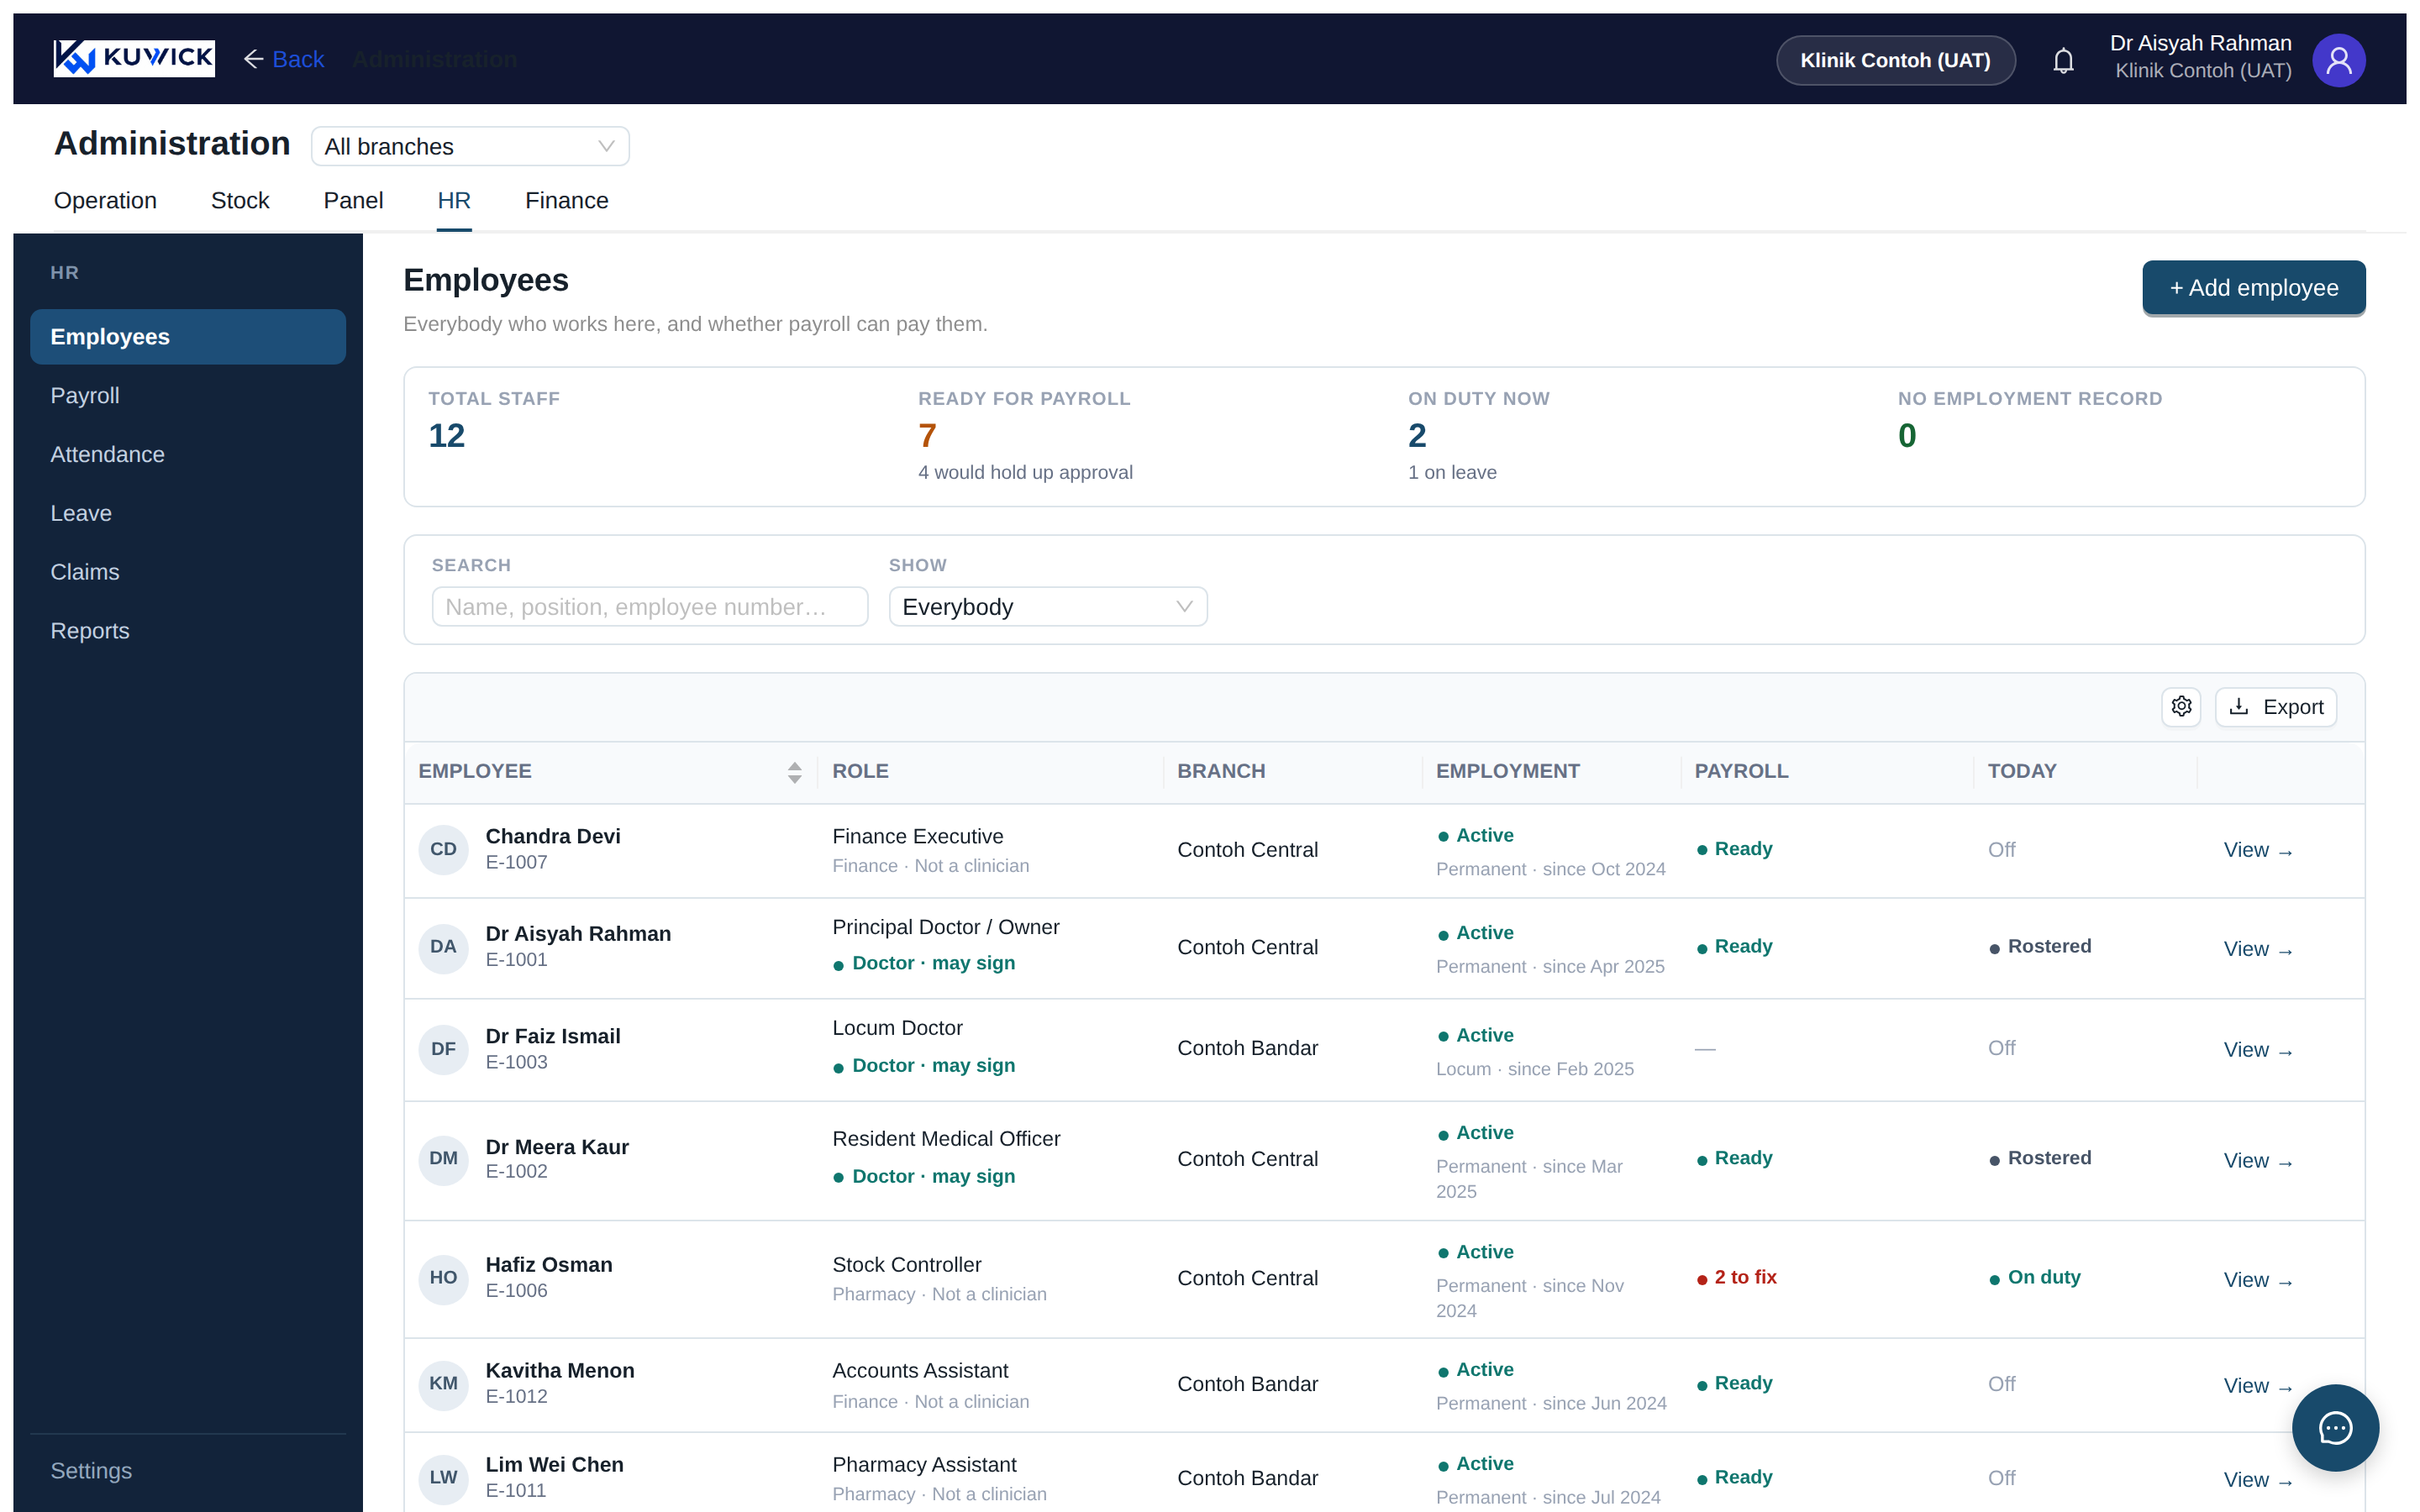 KUWICK
Back
Administration
Klinik Contoh (UAT)
Dr Aisyah Rahman
Klinik Contoh (UAT)
Administration
All branches
Operation
Stock
Panel
HR
Finance
HR
Employees
Payroll
Attendance
Leave
Claims
Reports
Settings
Employees
Everybody who works here, and whether payroll can pay them.
+ Add employee
TOTAL STAFF
12
READY FOR PAYROLL
7
4 would hold up approval
ON DUTY NOW
2
1 on leave
NO EMPLOYMENT RECORD
0
SEARCH
Name, position, employee number…
SHOW
Everybody
Export
EMPLOYEE
ROLE
BRANCH
EMPLOYMENT
PAYROLL
TODAY
CD
Chandra Devi
E-1007
Finance Executive
Finance · Not a clinician
Contoh Central
Active
Permanent · since Oct 2024
Ready
Off
View →
DA
Dr Aisyah Rahman
E-1001
Principal Doctor / Owner
Doctor · may sign
Contoh Central
Active
Permanent · since Apr 2025
Ready
Rostered
View →
DF
Dr Faiz Ismail
E-1003
Locum Doctor
Doctor · may sign
Contoh Bandar
Active
Locum · since Feb 2025
—
Off
View →
DM
Dr Meera Kaur
E-1002
Resident Medical Officer
Doctor · may sign
Contoh Central
Active
Permanent · since Mar
2025
Ready
Rostered
View →
HO
Hafiz Osman
E-1006
Stock Controller
Pharmacy · Not a clinician
Contoh Central
Active
Permanent · since Nov
2024
2 to fix
On duty
View →
KM
Kavitha Menon
E-1012
Accounts Assistant
Finance · Not a clinician
Contoh Bandar
Active
Permanent · since Jun 2024
Ready
Off
View →
LW
Lim Wei Chen
E-1011
Pharmacy Assistant
Pharmacy · Not a clinician
Contoh Bandar
Active
Permanent · since Jul 2024
Ready
Off
View →